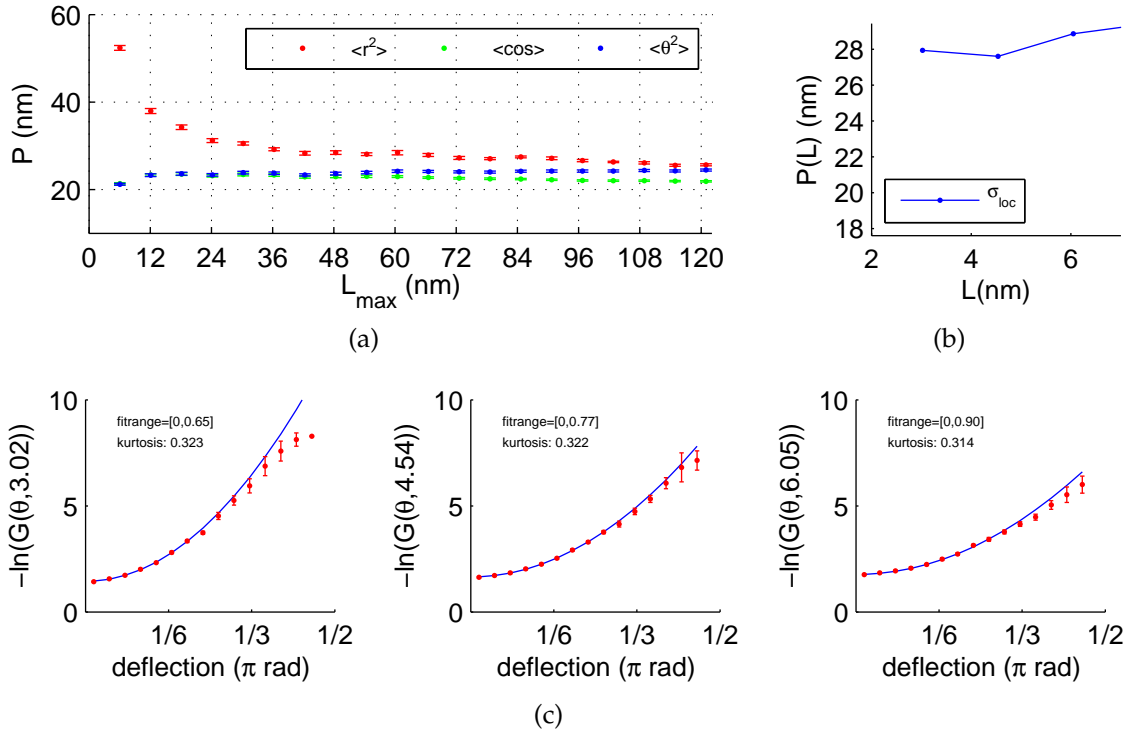 60
40
20
P (nm)
<r²> <cos> <θ²>
0 12 24 36 48 60 72 84 96 108 120
L_max (nm)
(a)
28
26
24
22
20
18
P(L) (nm)
σ_loc
2 4 6
L(nm)
(b)
10
5
0
−ln(G(θ,3.02))
fitrange=[0,0.65]
kurtosis: 0.323
1/6 1/3 1/2
deflection (π rad)
10
5
0
−ln(G(θ,4.54))
fitrange=[0,0.77]
kurtosis: 0.322
1/6 1/3 1/2
deflection (π rad)
10
5
0
−ln(G(θ,6.05))
fitrange=[0,0.90]
kurtosis: 0.314
1/6 1/3 1/2
deflection (π rad)
(c)